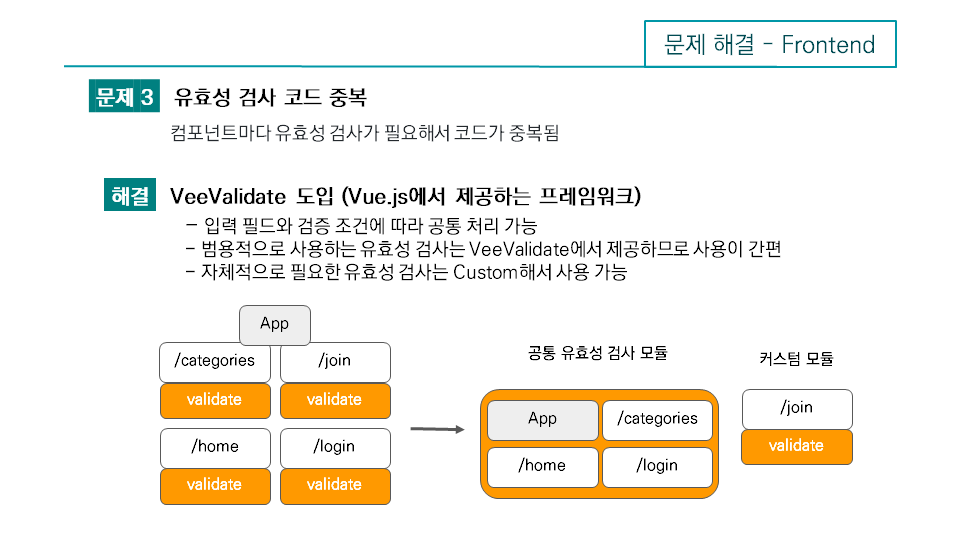 문제 해결 - Frontend
문제 3 유효성 검사 코드 중복
컴포넌트마다 유효성 검사가 필요해서 코드가 중복됨
해결 VeeValidate 도입 (Vue.js에서 제공하는 프레임워크)
- 입력 필드와 검증 조건에 따라 공통 처리 가능
- 범용적으로 사용하는 유효성 검사는 VeeValidate에서 제공하므로 사용이 간편
- 자체적으로 필요한 유효성 검사는 Custom해서 사용 가능
App
/categories /join
validate validate
/home /login
validate validate
공통 유효성 검사 모듈
App /categories
/home /login
커스텀 모듈
/join
validate